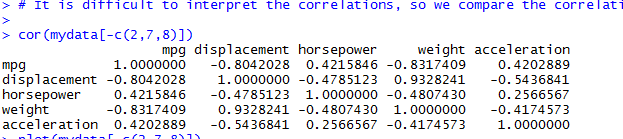 > # It is difficult to interpret the correlations, so we compare the correlati
>
> cor(mydata[-c(2,7,8)])
mpg displacement horsepower weight acceleration
mpg 1.0000000 -0.8042028 0.4215846 -0.8317409 0.4202889
displacement -0.8042028 1.0000000 -0.4785123 0.9328241 -0.5436841
horsepower 0.4215846 -0.4785123 1.0000000 -0.4807430 0.2566567
weight -0.8317409 0.9328241 -0.4807430 1.0000000 -0.4174573
acceleration 0.4202889 -0.5436841 0.2566567 -0.4174573 1.0000000
> plot(mydata[-c(2,7,8)])